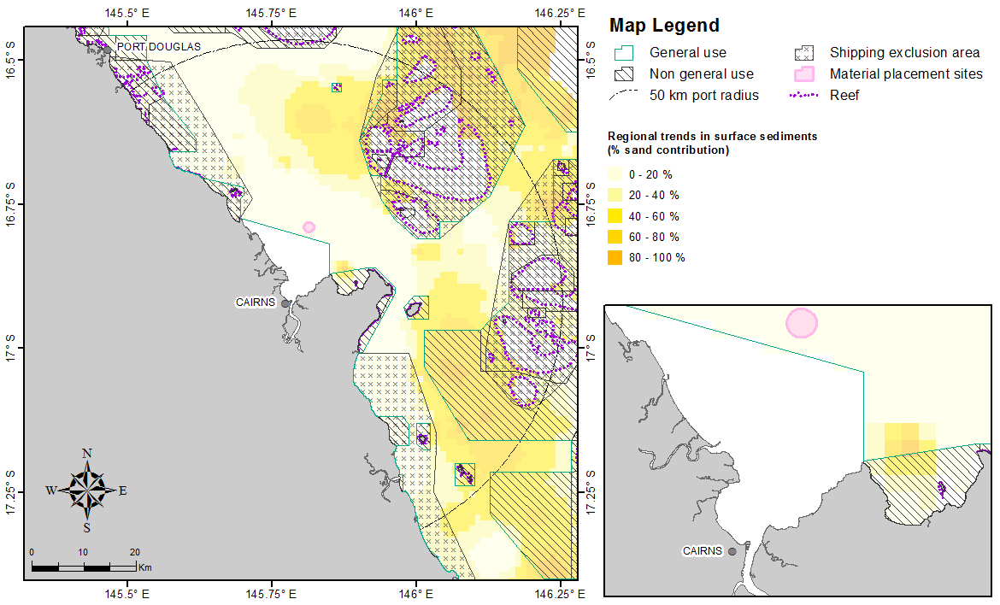 145.5° E 145.75° E 146° E 146.25° E
16.5° S 16.5° S
PORT DOUGLAS
16.75° S 16.75° S
CAIRNS
17° S 17° S
17.25° S 17.25° S
N
W E
S
0 10 20
Km
145.5° E 145.75° E 146° E 146.25° E
Map Legend
General use
Non general use
50 km port radius
Shipping exclusion area
Material placement sites
Reef
Regional trends in surface sediments
(% sand contribution)
0 - 20 %
20 - 40 %
40 - 60 %
60 - 80 %
80 - 100 %
CAIRNS